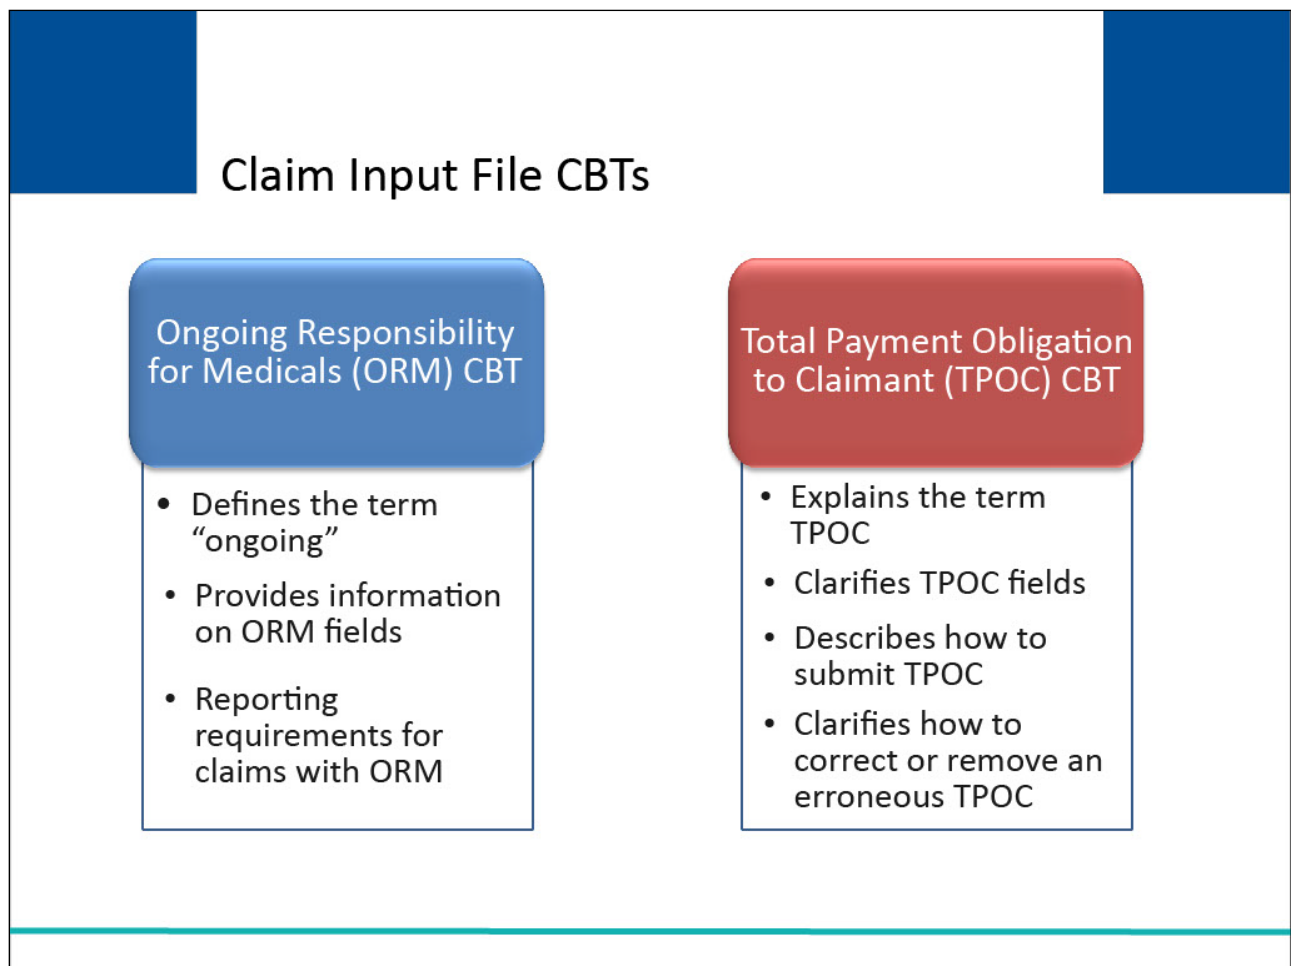 Claim Input File CBTs
Ongoing Responsibility
for Medicals (ORM) CBT
• Defines the term
“ongoing”
• Provides information
on ORM fields
• Reporting
requirements for
claims with ORM
Total Payment Obligation
to Claimant (TPOC) CBT
• Explains the term
TPOC
• Clarifies TPOC fields
• Describes how to
submit TPOC
• Clarifies how to
correct or remove an
erroneous TPOC